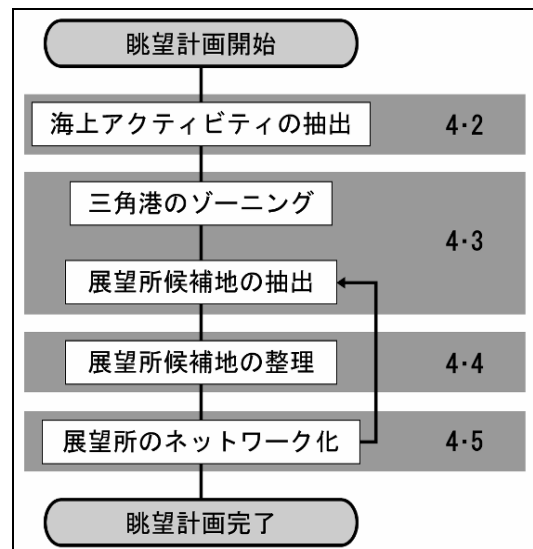 眺望計画開始
海上アクティビティの抽出 4・2
三角港のゾーニング
4・3
展望所候補地の抽出
展望所候補地の整理 4・4
展望所のネットワーク化 4・5
眺望計画完了